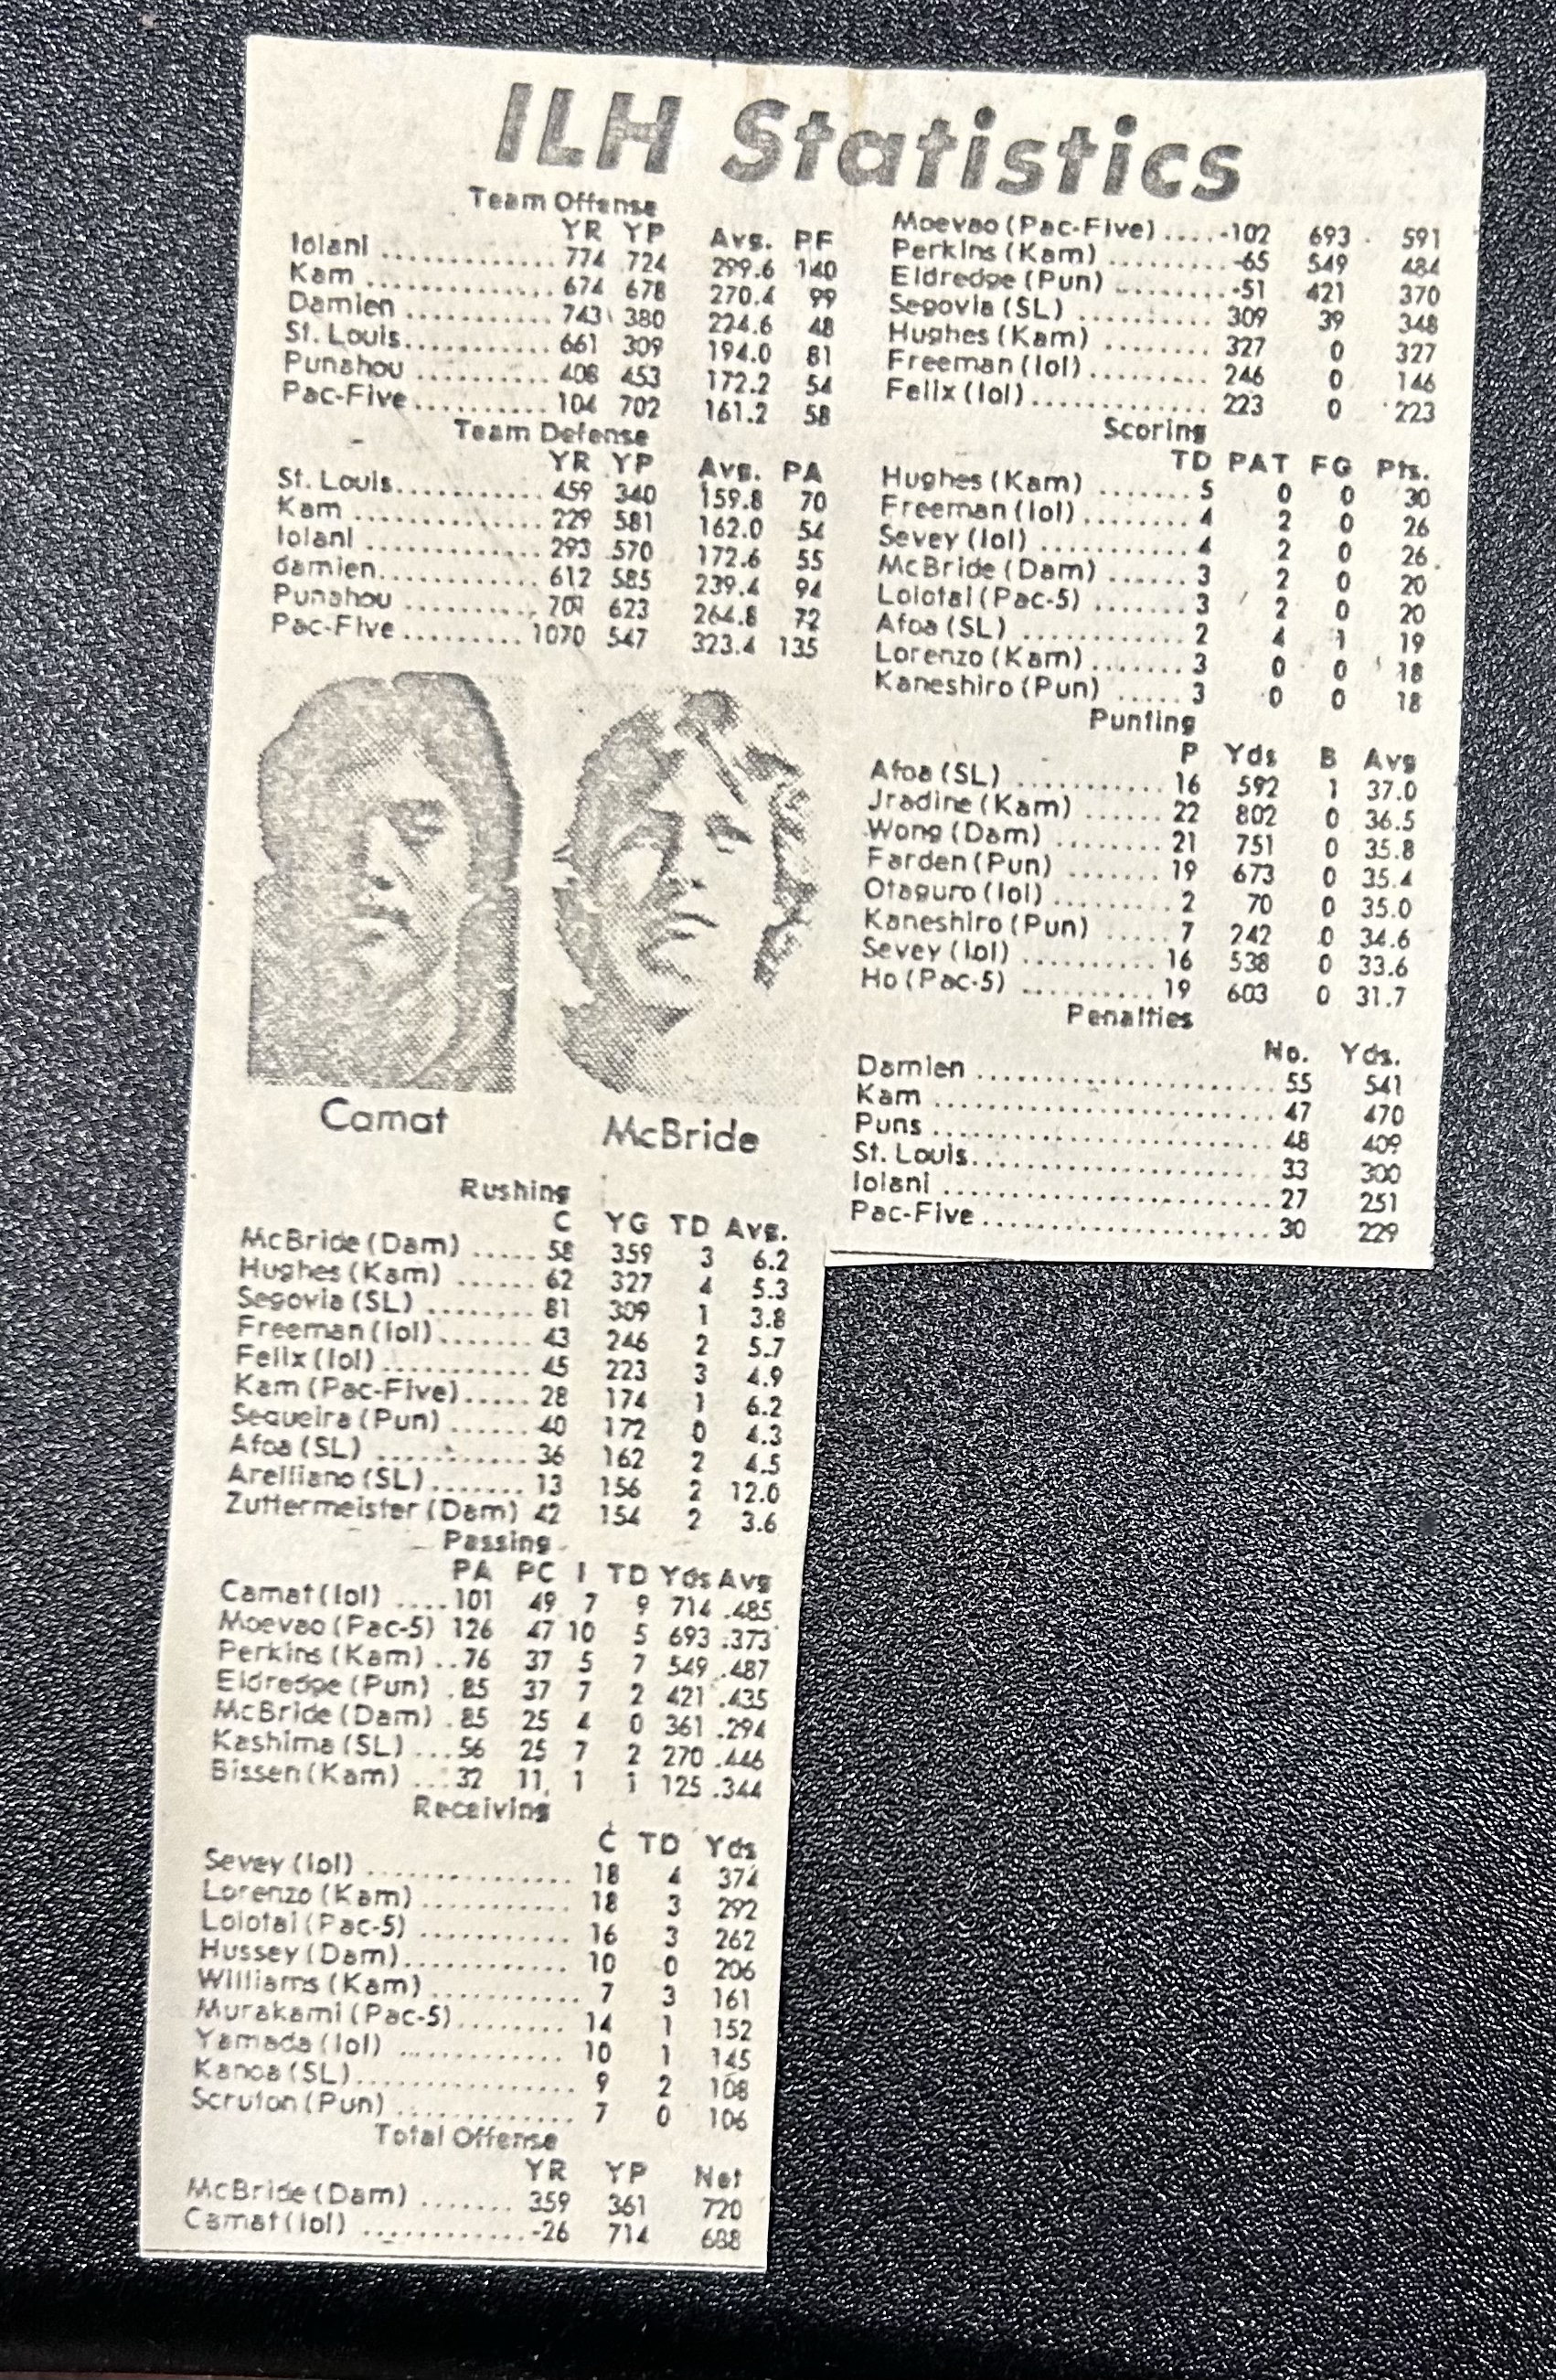 ILH Statistics
Team Offense
YR YP Avg. PF
Iolani .............. 774 724 299.6 140
Kam .............. 674 678 270.4 99
Damien ........... 743 380 224.6 48
St. Louis........... 661 309 194.0 81
Punahou .......... 408 453 172.2 54
Pac-Five.......... 104 702 161.2 58
Team Defense
YR YP Avg. PA
St. Louis........... 459 340 159.8 70
Kam .............. 229 581 162.0 54
Iolani .............. 293 570 172.6 55
damien............ 612 585 239.4 94
Punahou .......... 701 623 264.8 72
Pac-Five ......... 1070 547 323.4 135
Camat
McBride
Rushing
C YG TD Avg.
McBride (Dam) ..... 58 359 3 6.2
Hughes (Kam) ...... 62 327 4 5.3
Segovia (SL) ........ 81 309 1 3.8
Freeman (Iol)....... 43 246 2 5.7
Felix (Iol) ........... 45 223 3 4.9
Kam (Pac-Five)..... 28 174 1 6.2
Sequeira (Pun) ...... 40 172 0 4.3
Afoa (SL) ............ 36 162 2 4.5
Arelliano (SL)........ 13 156 2 12.0
Zuttermeister (Dam) 42 154 2 3.6
Passing
PA PC I TD Yds Avg
Camat (Iol) .... 101 49 7 9 714 .485
Moevao (Pac-5) 126 47 10 5 693 .373
Perkins (Kam) .. 76 37 5 7 549 .487
Eldredge (Pun) . 85 37 7 2 421 .435
McBride (Dam) . 85 25 4 0 361 .294
Kashima (SL) ... 56 25 7 2 270 .446
Bissen (Kam) ... 32 11 1 1 125 .344
Receiving
C TD Yds
Sevey (Iol) .............. 18 4 374
Lorenzo (Kam) .......... 18 3 292
Lolotai (Pac-5) .......... 16 3 262
Hussey (Dam)............ 10 0 206
Williams (Kam) .......... 7 3 161
Murakami (Pac-5)........ 14 1 152
Yamada (Iol) ............ 10 1 145
Kanoa (SL)............... 9 2 108
Scruton (Pun) ............ 7 0 106
Total Offense
YR YP Net
McBride (Dam) ....... 359 361 720
Camat (Iol) ............ -26 714 688
Moevao (Pac-Five) .... -102 693 591
Perkins (Kam) ......... -65 549 484
Eldredge (Pun) ......... -51 421 370
Segovia (SL) .......... 309 39 348
Hughes (Kam) ........ 327 0 327
Freeman (Iol) ......... 246 0 146
Felix (Iol) .............. 223 0 223
Scoring
TD PAT FG Pts.
Hughes (Kam) ....... 5 0 0 30
Freeman (Iol) ........ 4 2 0 26
Sevey (Iol) ........... 4 2 0 26
McBride (Dam) ...... 3 2 0 20
Lolotai (Pac-5) ....... 3 2 0 20
Afoa (SL) ............ 2 4 1 19
Lorenzo (Kam) ....... 3 0 0 18
Kaneshiro (Pun) ..... 3 0 0 18
Punting
P Yds B Avg
Afoa (SL) ........... 16 592 1 37.0
Jradine (Kam) ...... 22 802 0 36.5
Wong (Dam) ........ 21 751 0 35.8
Farden (Pun) ....... 19 673 0 35.4
Otaguro (Iol) ......... 2 70 0 35.0
Kaneshiro (Pun) ..... 7 242 0 34.6
Sevey (Iol) .......... 16 538 0 33.6
Ho (Pac-5) .......... 19 603 0 31.7
Penalties
No. Yds.
Damien ........................ 55 541
Kam ........................... 47 470
Puns .......................... 48 409
St. Louis....................... 33 300
Iolani .......................... 27 251
Pac-Five....................... 30 229